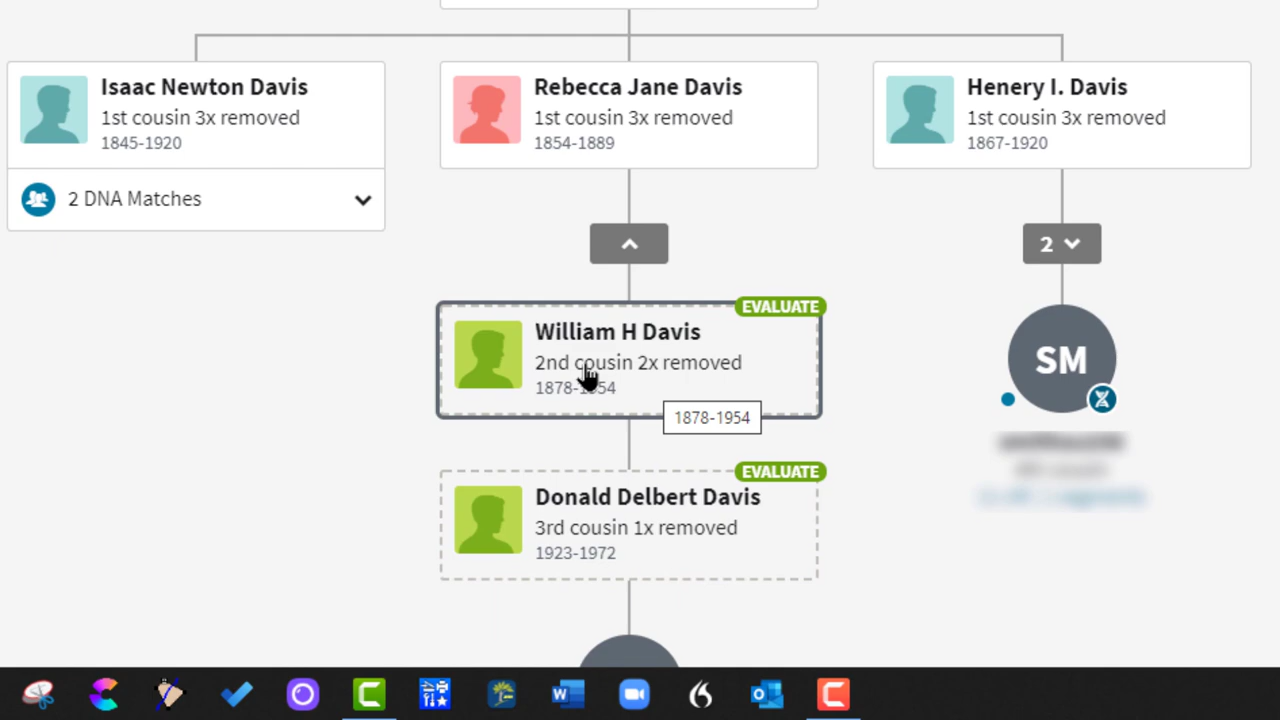 Isaac Newton Davis
1st cousin 3x removed
1845-1920
2 DNA Matches
Rebecca Jane Davis
1st cousin 3x removed
1854-1889
Henery I. Davis
1st cousin 3x removed
1867-1920
2
EVALUATE
William H Davis
2nd cousin 2x removed
1878-1954
1878-1954
SM
EVALUATE
Donald Delbert Davis
3rd cousin 1x removed
1923-1972